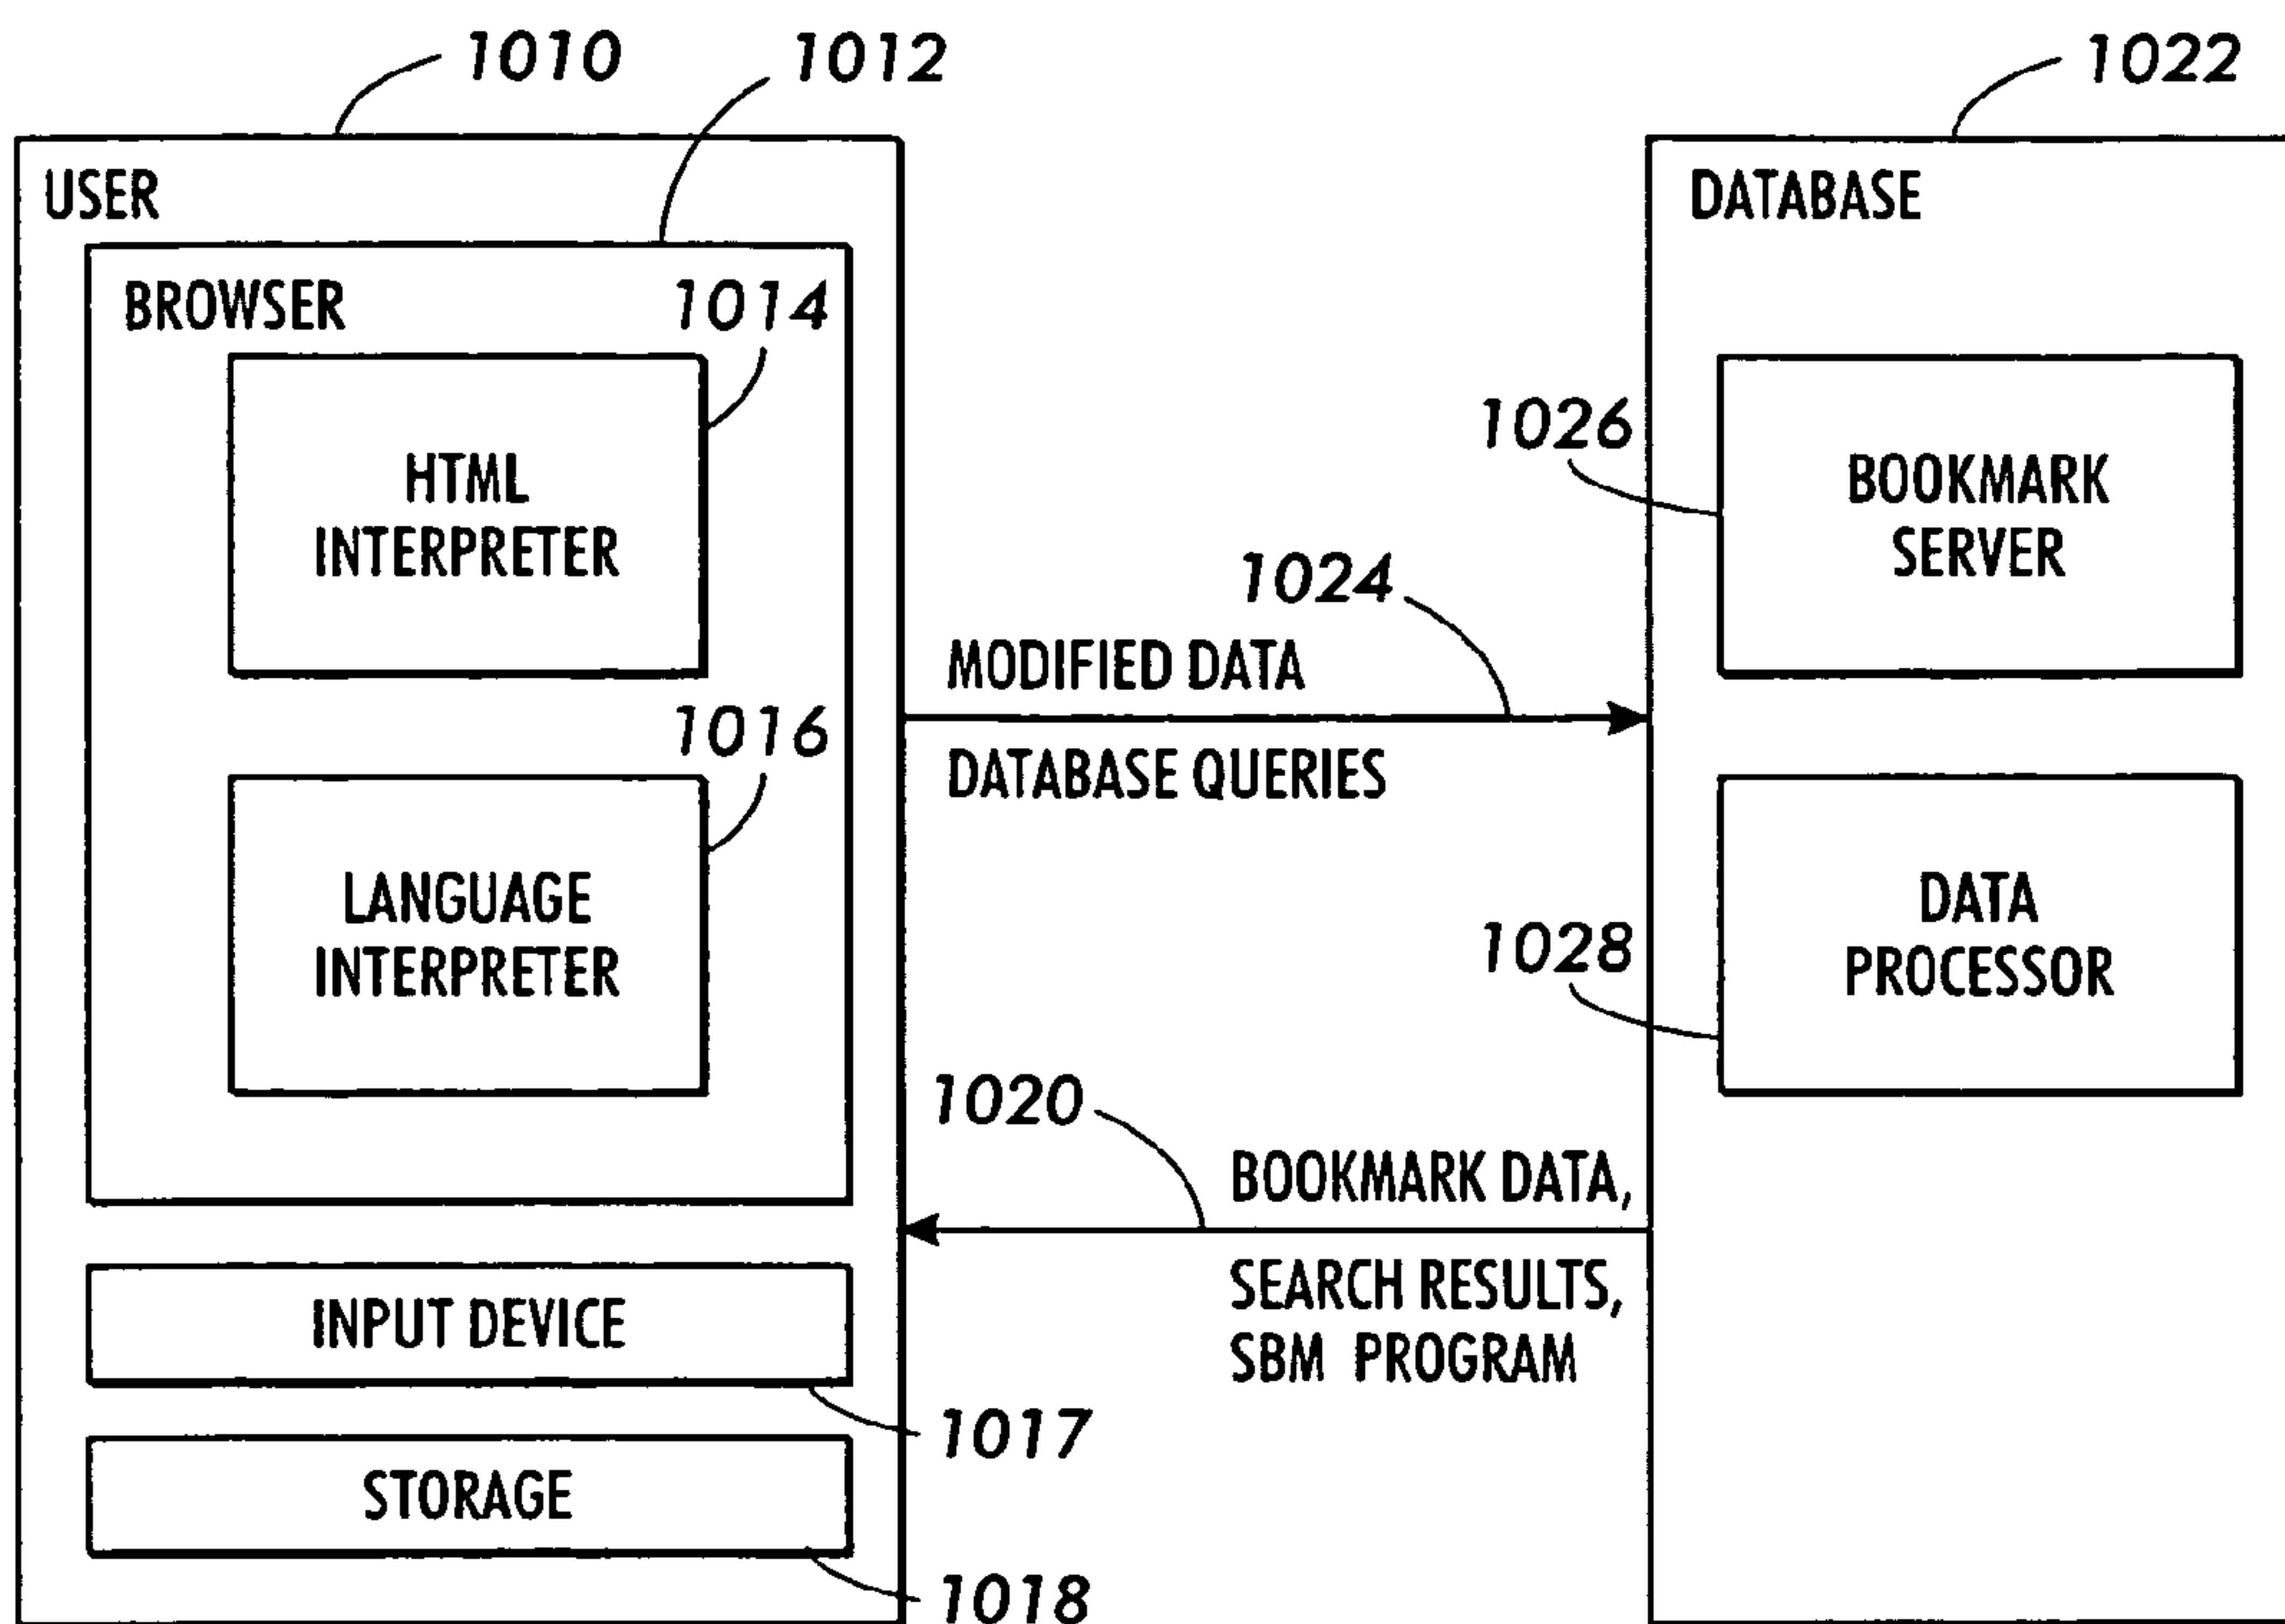 1010
1012
1022
USER
DATABASE
BROWSER
1014
HTML
INTERPRETER
1026
BOOKMARK
SERVER
1024
MODIFIED DATA
DATABASE QUERIES
1016
LANGUAGE
INTERPRETER
1028
DATA
PROCESSOR
1020
BOOKMARK DATA,
SEARCH RESULTS,
SBM PROGRAM
INPUT DEVICE
1017
STORAGE
1018